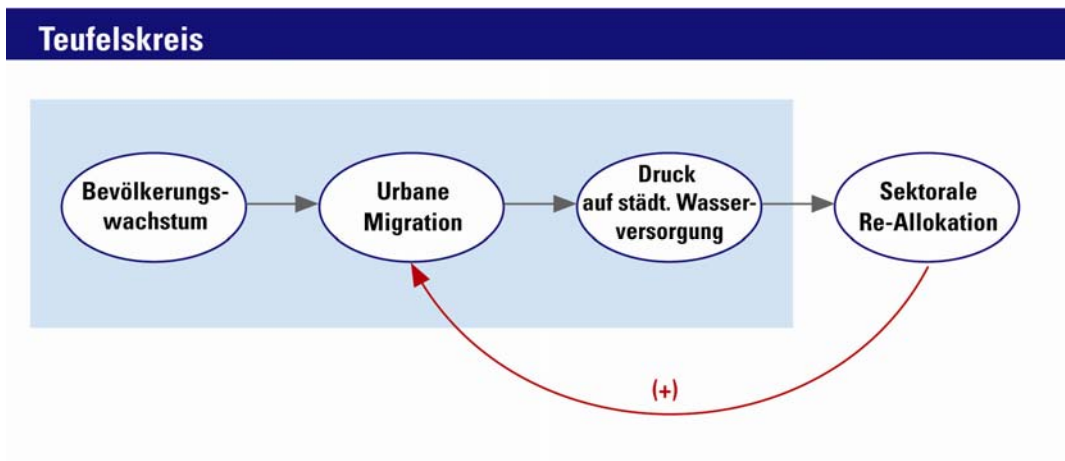 Teufelskreis
Bevölkerungs-
wachstum
Urbane
Migration
Druck
auf städt. Wasser-
versorgung
Sektorale
Re-Allokation
(+)